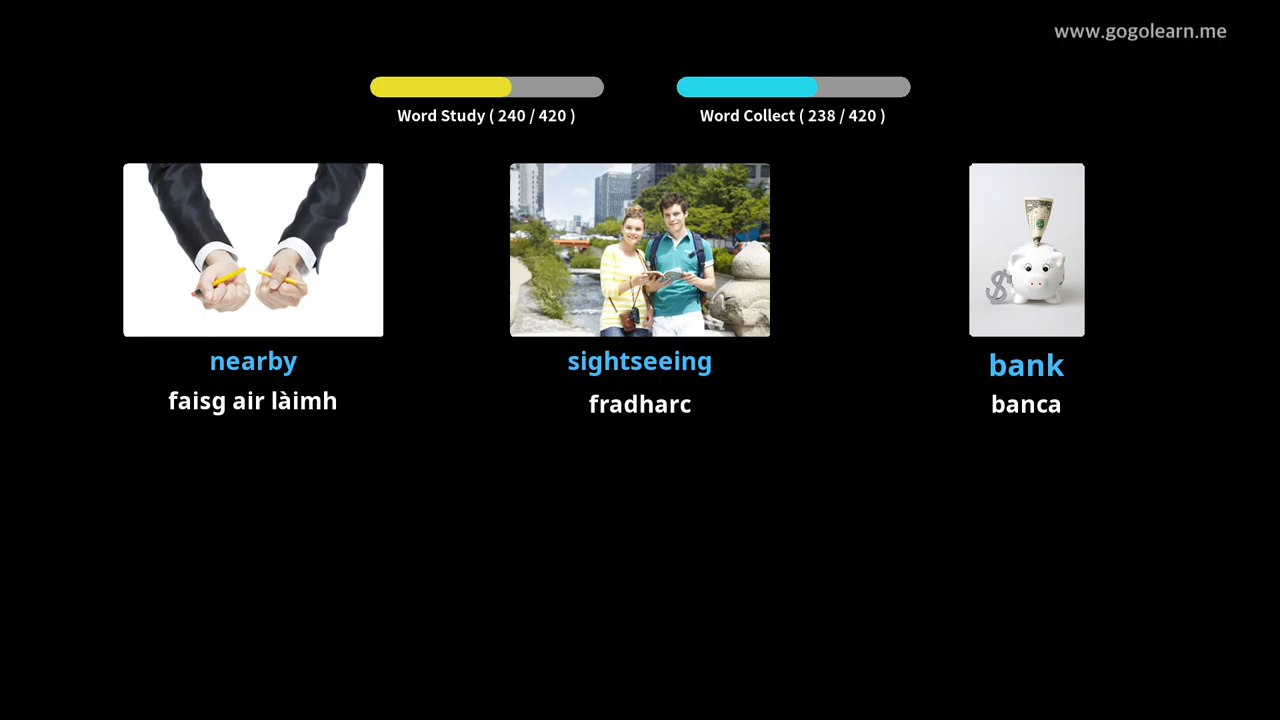 www.gogolearn.me
Word Study ( 240 / 420 )
Word Collect ( 238 / 420 )
nearby
faisg air làimh
sightseeing
fradharc
bank
banca